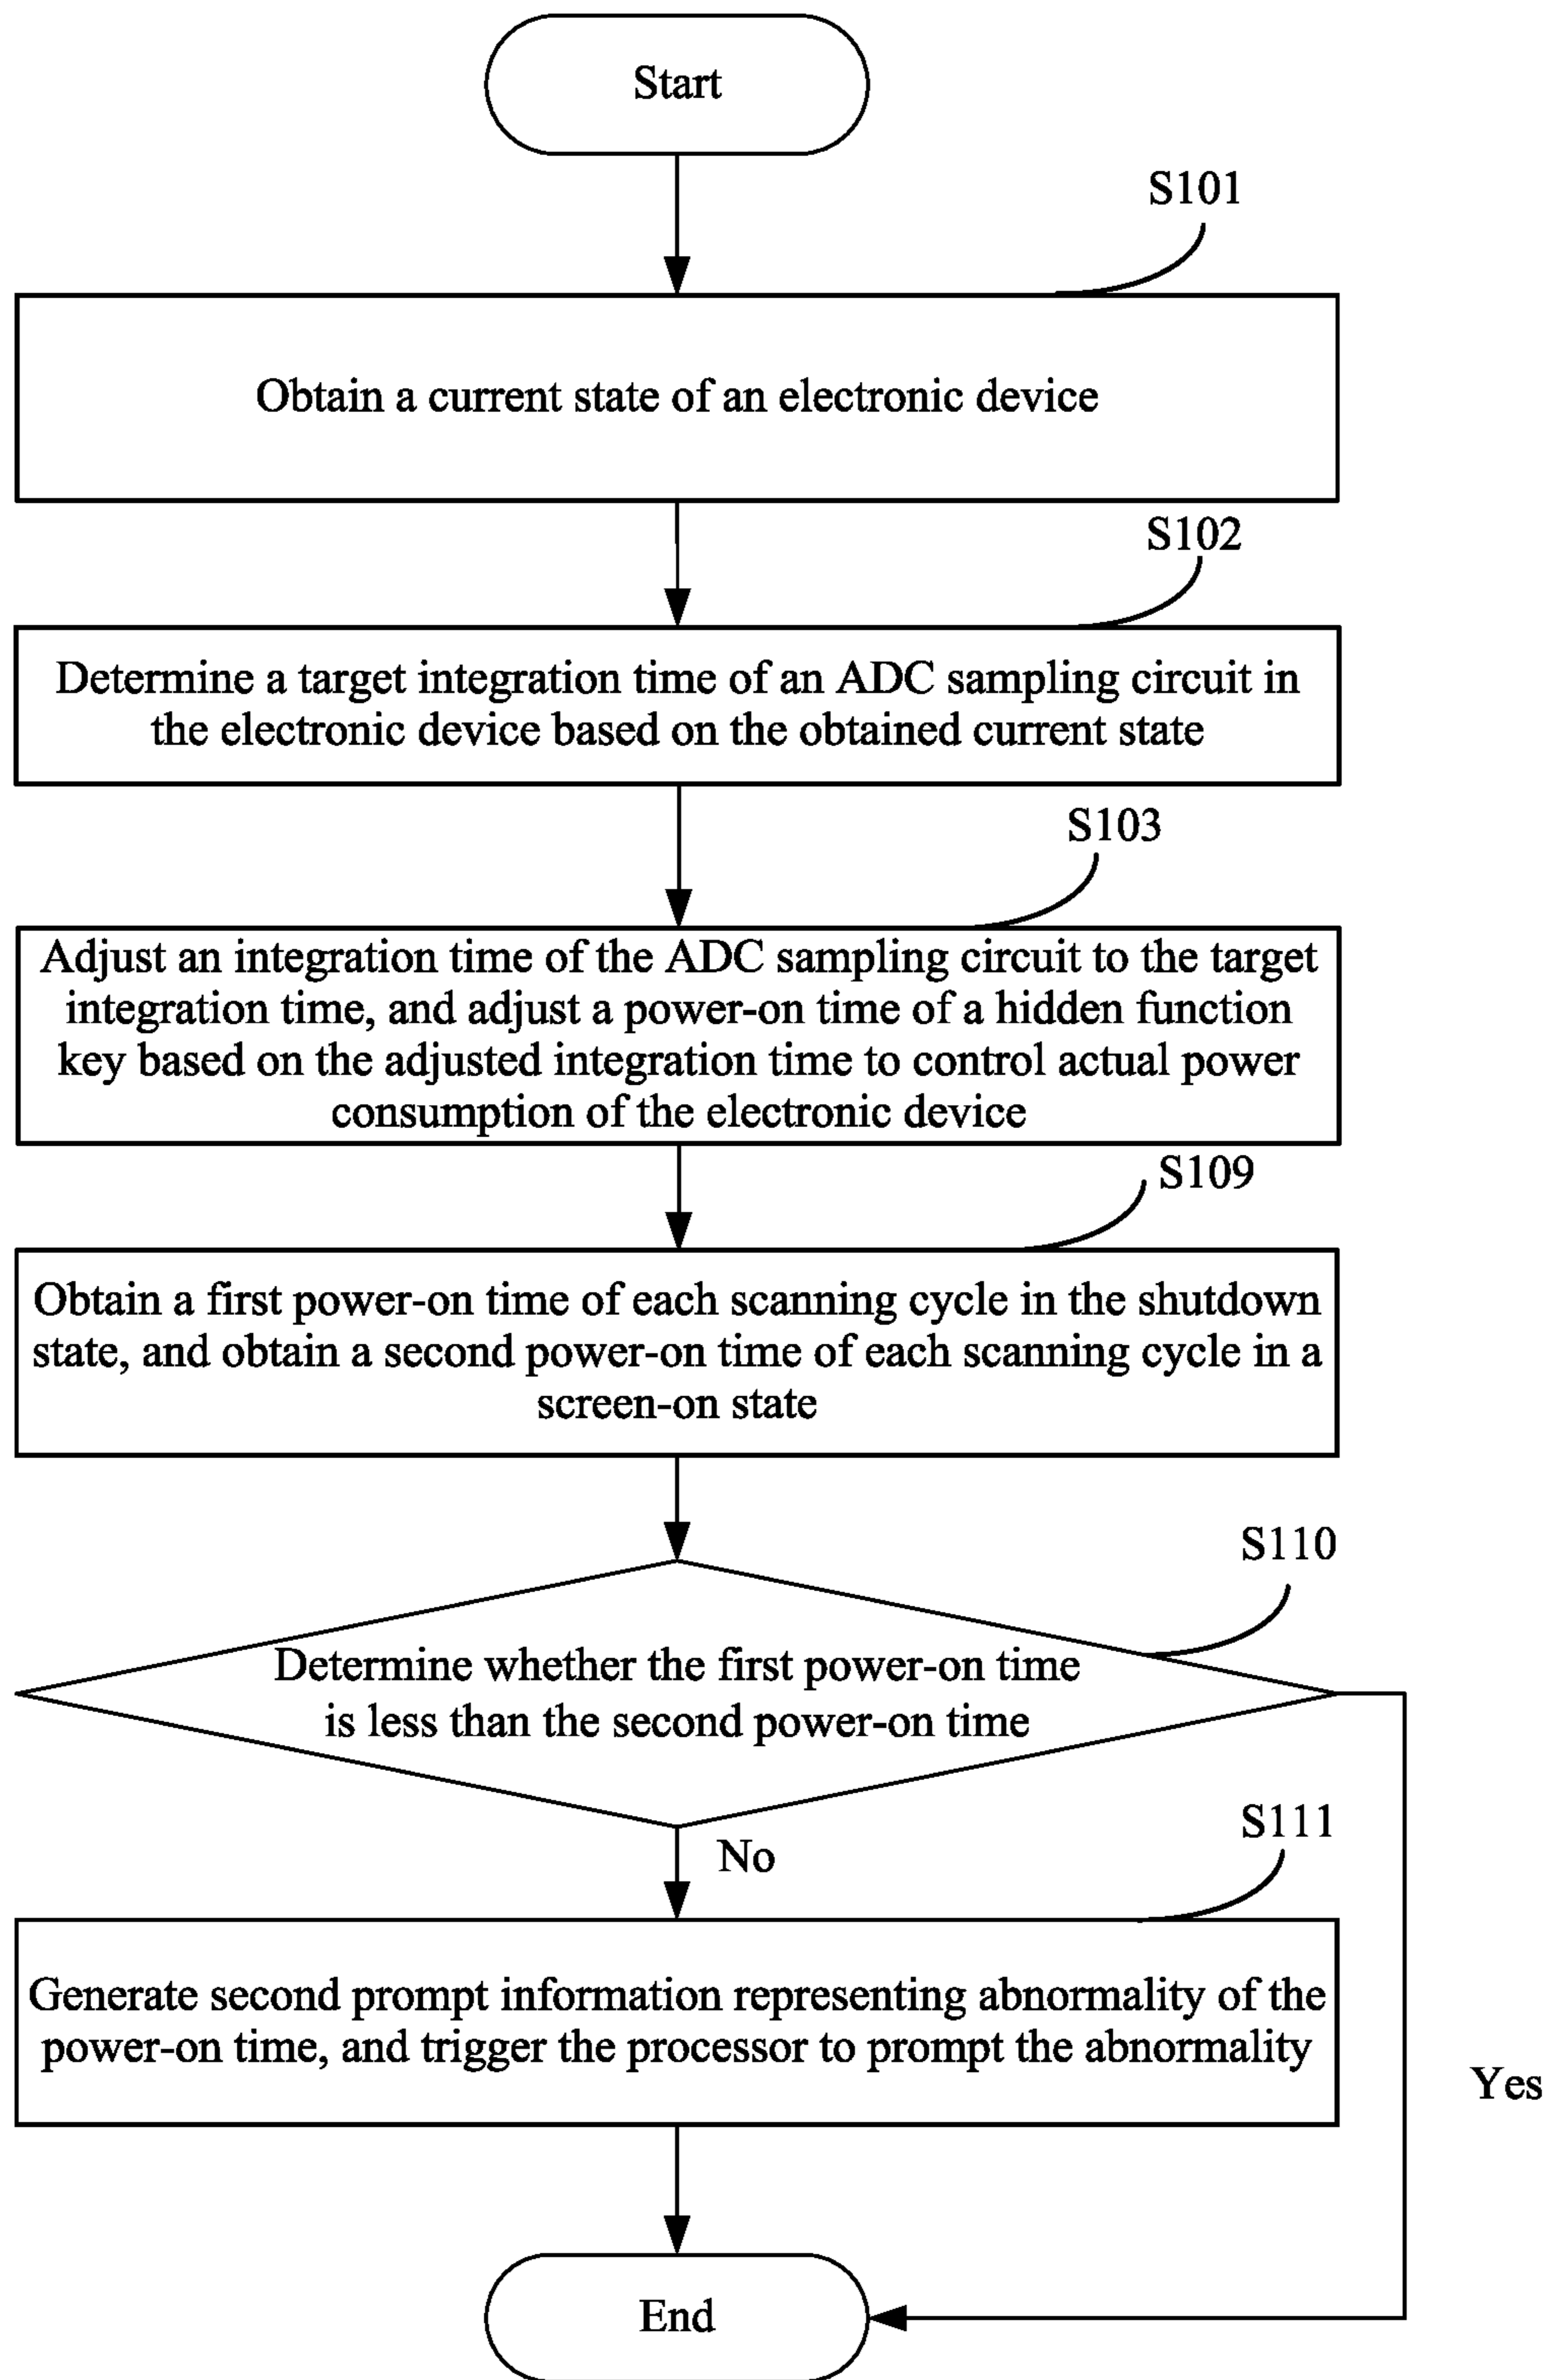 Start
S101
Obtain a current state of an electronic device
S102
Determine a target integration time of an ADC sampling circuit in
the electronic device based on the obtained current state
S103
Adjust an integration time of the ADC sampling circuit to the target
integration time, and adjust a power-on time of a hidden function
key based on the adjusted integration time to control actual power
consumption of the electronic device
S109
Obtain a first power-on time of each scanning cycle in the shutdown
state, and obtain a second power-on time of each scanning cycle in a
screen-on state
S110
Determine whether the first power-on time
is less than the second power-on time
S111
No
Generate second prompt information representing abnormality of the
power-on time, and trigger the processor to prompt the abnormality
Yes
End